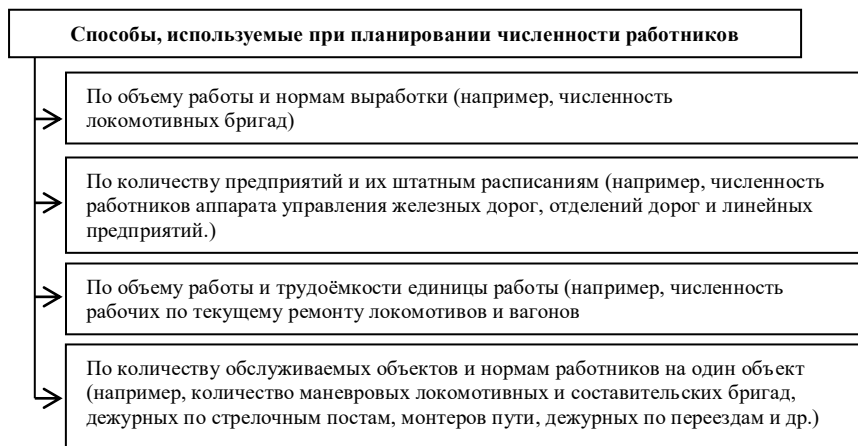 Способы, используемые при планировании численности работников
По объему работы и нормам выработки (например, численность
локомотивных бригад)
По количеству предприятий и их штатным расписаниям (например, численность
работников аппарата управления железных дорог, отделений дорог и линейных
предприятий.)
По объему работы и трудоёмкости единицы работы (например, численность
рабочих по текущему ремонту локомотивов и вагонов
По количеству обслуживаемых объектов и нормам работников на один объект
(например, количество маневровых локомотивных и составительских бригад,
дежурных по стрелочным постам, монтеров пути, дежурных по переездам и др.)